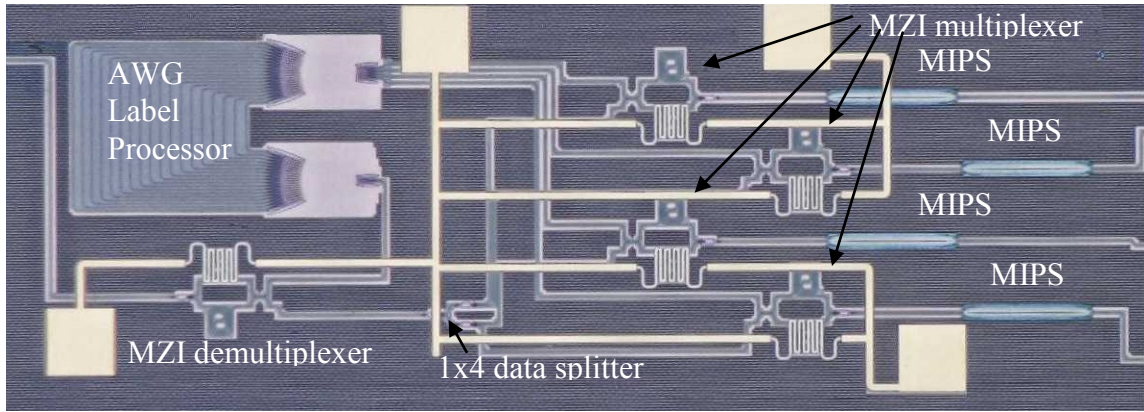 MZI multiplexer
AWG
Label
Processor
MIPS
MIPS
MIPS
MIPS
MZI demultiplexer
1x4 data splitter